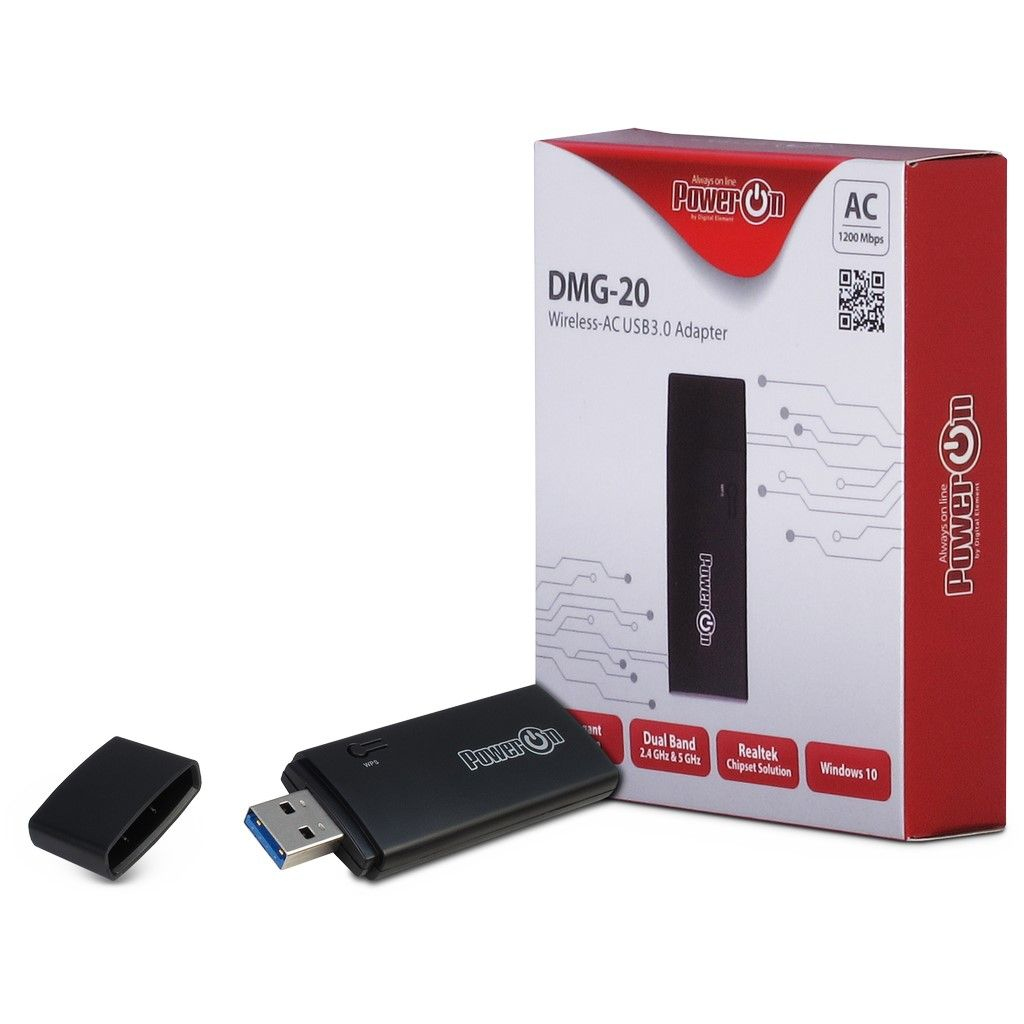 Always on line
PowerOn
by Digital Element
AC
1200 Mbps
DMG-20
Wireless-AC USB3.0 Adapter
WPS
PowerOn
Dual Band
2.4 GHz & 5 GHz
Realtek
Chipset Solution
Windows 10
Always on line
PowerOn
by Digital Element
WPS
PowerOn